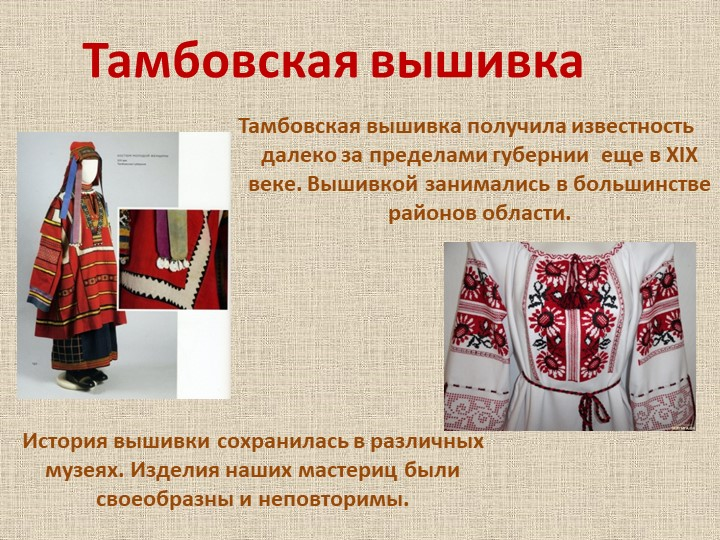 Тамбовская вышивка
Тамбовская вышивка получила известность
далеко за пределами губернии еще в XIX
веке. Вышивкой занимались в большинстве
районов области.
История вышивки сохранилась в различных
музеях. Изделия наших мастериц были
своеобразны и неповторимы.